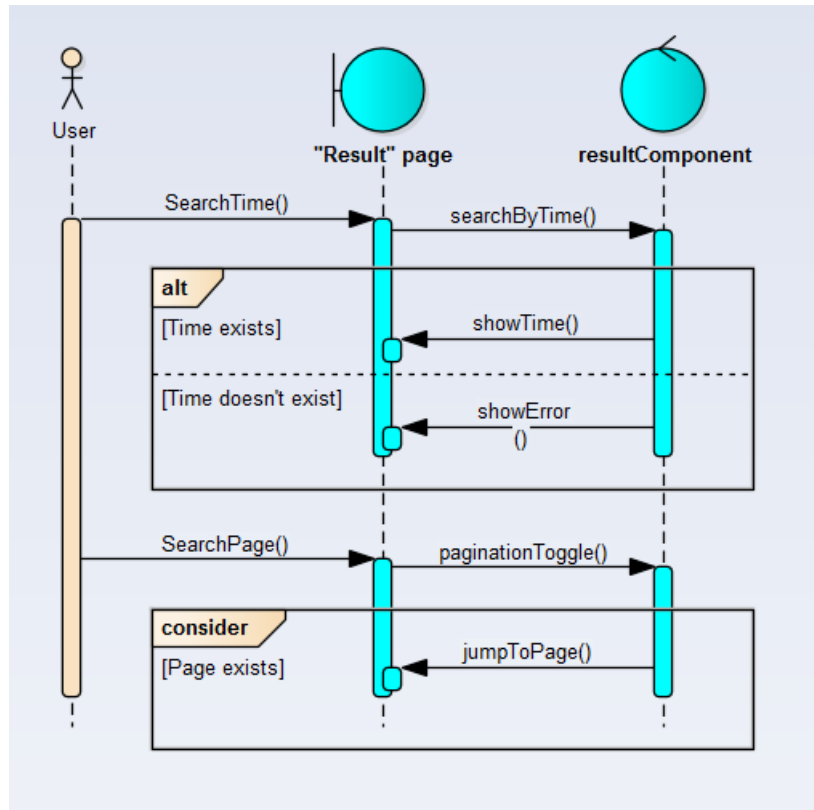 User
"Result" page
resultComponent
SearchTime()
searchByTime()
alt
[Time exists]
showTime()
[Time doesn't exist]
showError
()
SearchPage()
paginationToggle()
consider
[Page exists]
jumpToPage()